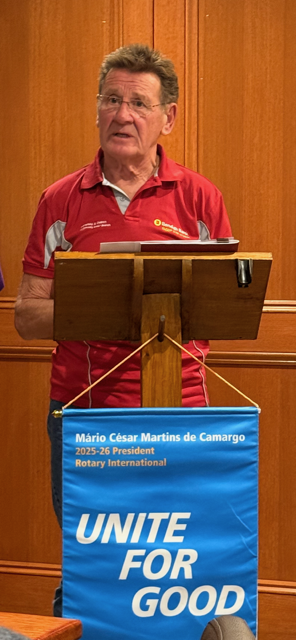 Mário César Martins de Camargo
2025-26 President
Rotary International
UNITE
FOR
GOOD